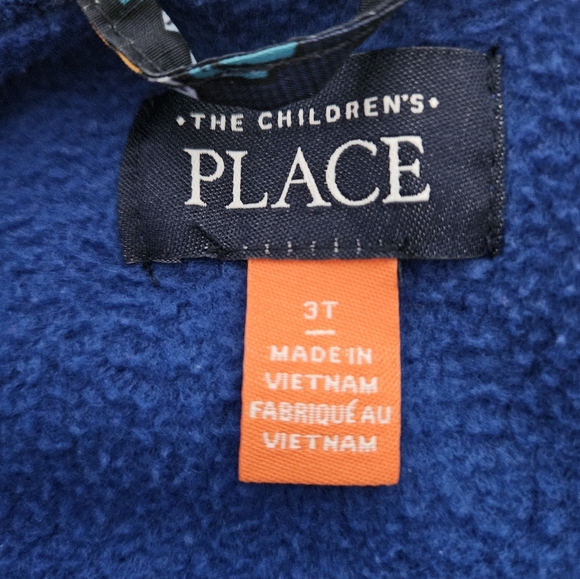 •THE CHILDREN'S•
PLACE
3T
MADE IN
VIETNAM
FABRIQUÉ AU
VIETNAM